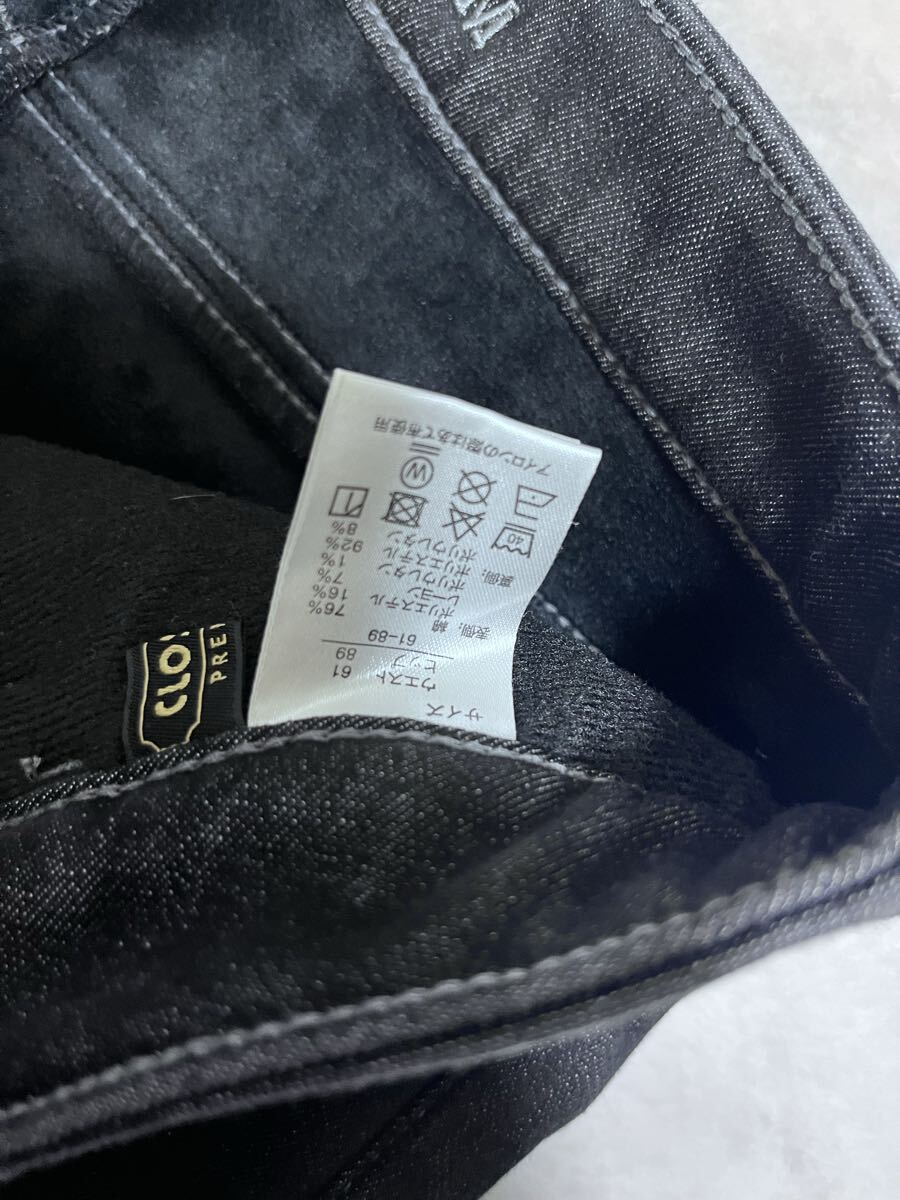 サイズ
ウエスト 61
ヒップ 89
61-89
表側, 綿 76%
ポリエステル 16%
レーヨン 7%
ポリウレタン 1%
裏側, ポリエステル 92%
ポリウレタン 8%
40
W
アイロンの際はあて布使用
CLO
PRE
M